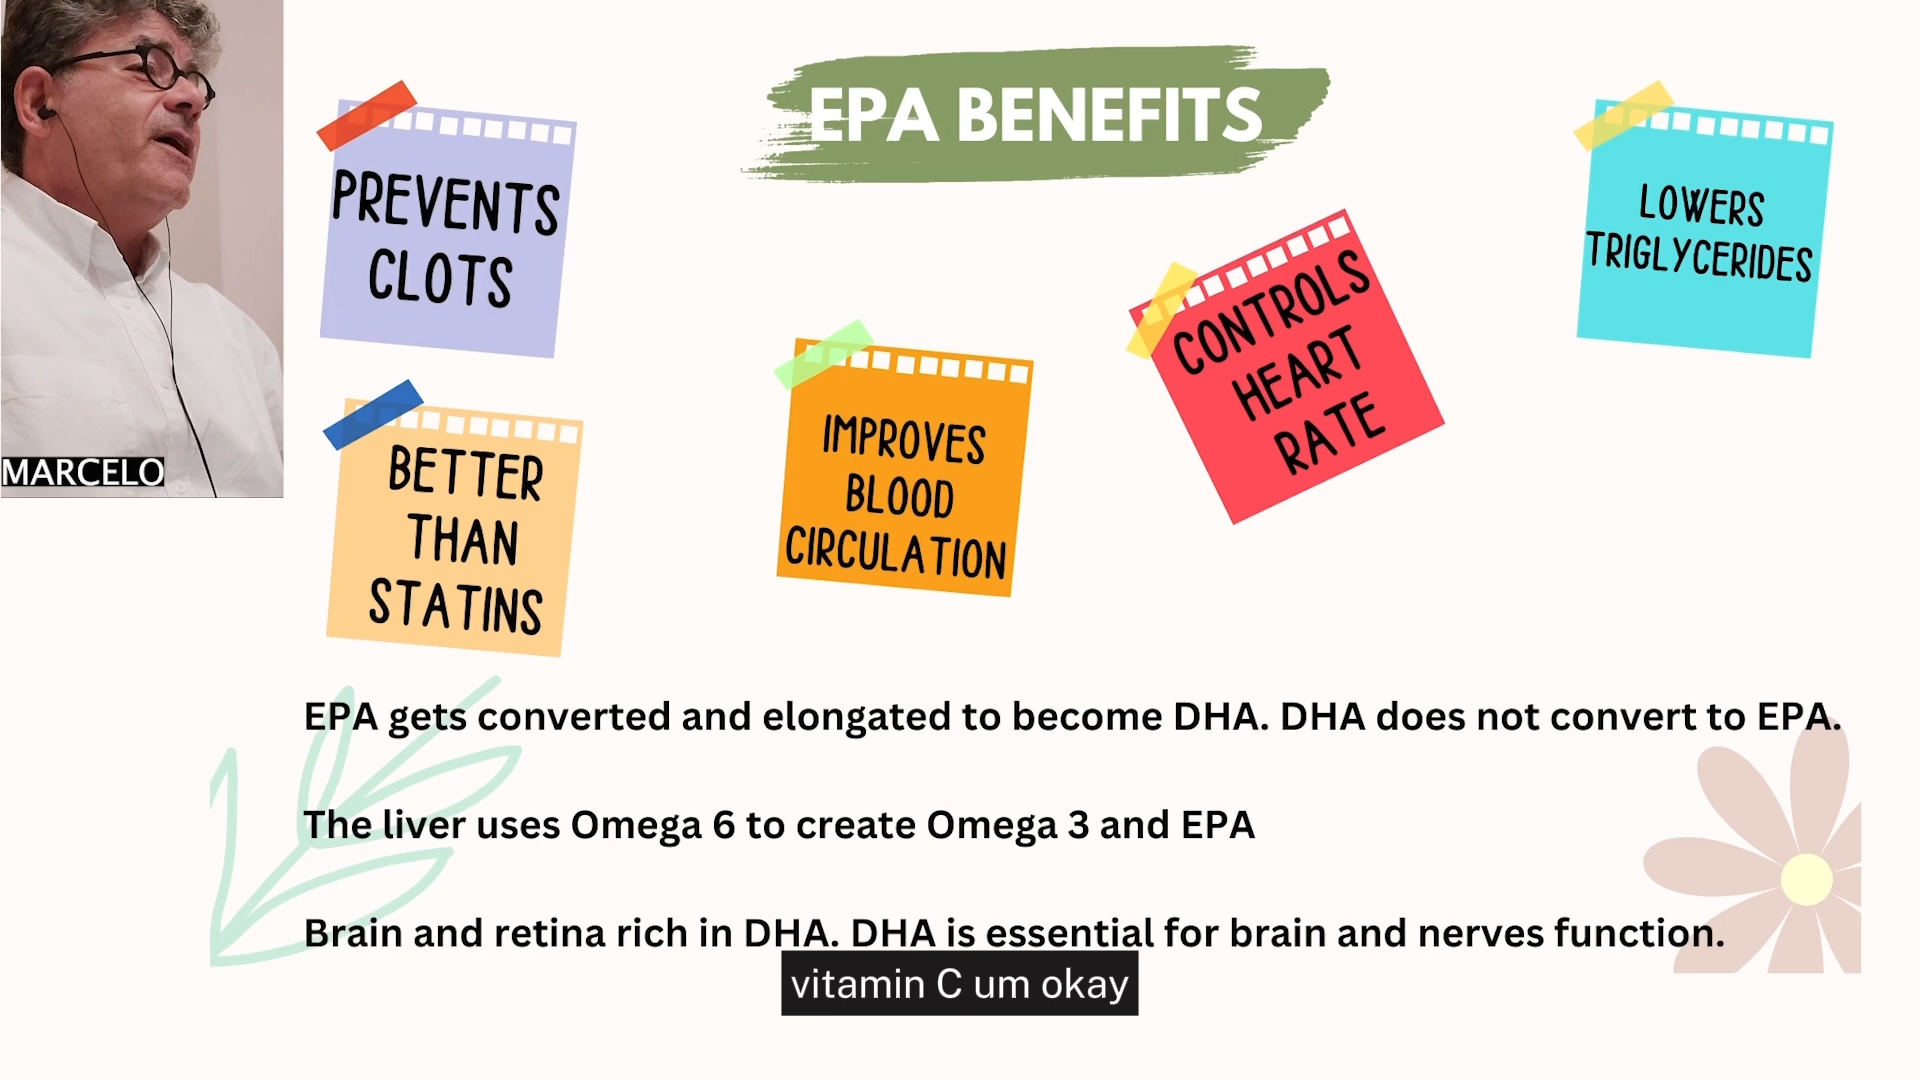 EPA BENEFITS
PREVENTS
CLOTS
LOWERS
TRIGLYCERIDES
CONTROLS
HEART
RATE
IMPROVES
BLOOD
CIRCULATION
MARCELO
BETTER
THAN
STATINS
EPA gets converted and elongated to become DHA. DHA does not convert to EPA.
The liver uses Omega 6 to create Omega 3 and EPA
Brain and retina rich in DHA. DHA is essential for brain and nerves function.
vitamin C um okay